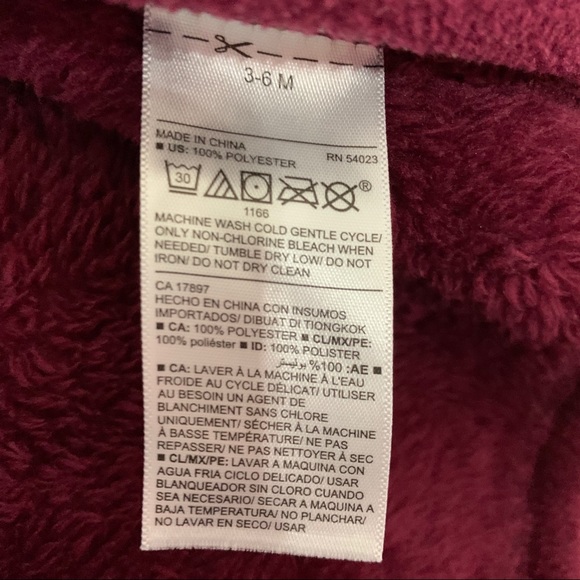 3-6 M
MADE IN CHINA
■ US: 100% POLYESTER RN 54023
30
®
1166
MACHINE WASH COLD GENTLE CYCLE/
ONLY NON-CHLORINE BLEACH WHEN
NEEDED/ TUMBLE DRY LOW/ DO NOT
IRON/ DO NOT DRY CLEAN
CA 17897
HECHO EN CHINA CON INSUMOS
IMPORTADOS/ DIBUAT DI TIONGKOK
■ CA: 100% POLYESTER ■ CL/MX/PE:
100% poliéster ■ ID: 100% POLISTER
■ AE: 100% بوليستر
■ CA: LAVER À LA MACHINE À L'EAU
FROIDE AU CYCLE DÉLICAT/ UTILISER
AU BESOIN UN AGENT DE
BLANCHIMENT SANS CHLORE
UNIQUEMENT/ SÉCHER À LA MACHINE
À BASSE TEMPÉRATURE/ NE PAS
REPASSER/ NE PAS NETTOYER À SEC
■ CL/MX/PE: LAVAR A MAQUINA CON
AGUA FRIA CICLO DELICADO/ USAR
BLANQUEADOR SIN CLORO CUANDO
SEA NECESARIO/ SECAR A MAQUINA A
BAJA TEMPERATURA/ NO PLANCHAR/
NO LAVAR EN SECO/ USAR